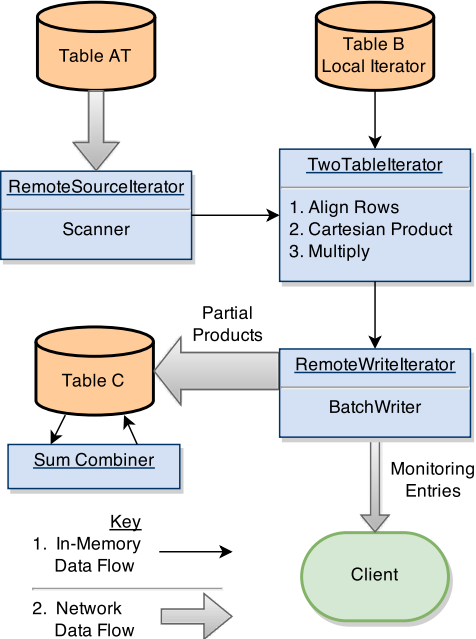 Table AT
Table B
Local Iterator
RemoteSourceIterator
Scanner
TwoTableIterator
1. Align Rows
2. Cartesian Product
3. Multiply
Partial
Products
Table C
RemoteWriteIterator
BatchWriter
Sum Combiner
Monitoring
Entries
Key
1. In-Memory
Data Flow
2. Network
Data Flow
Client